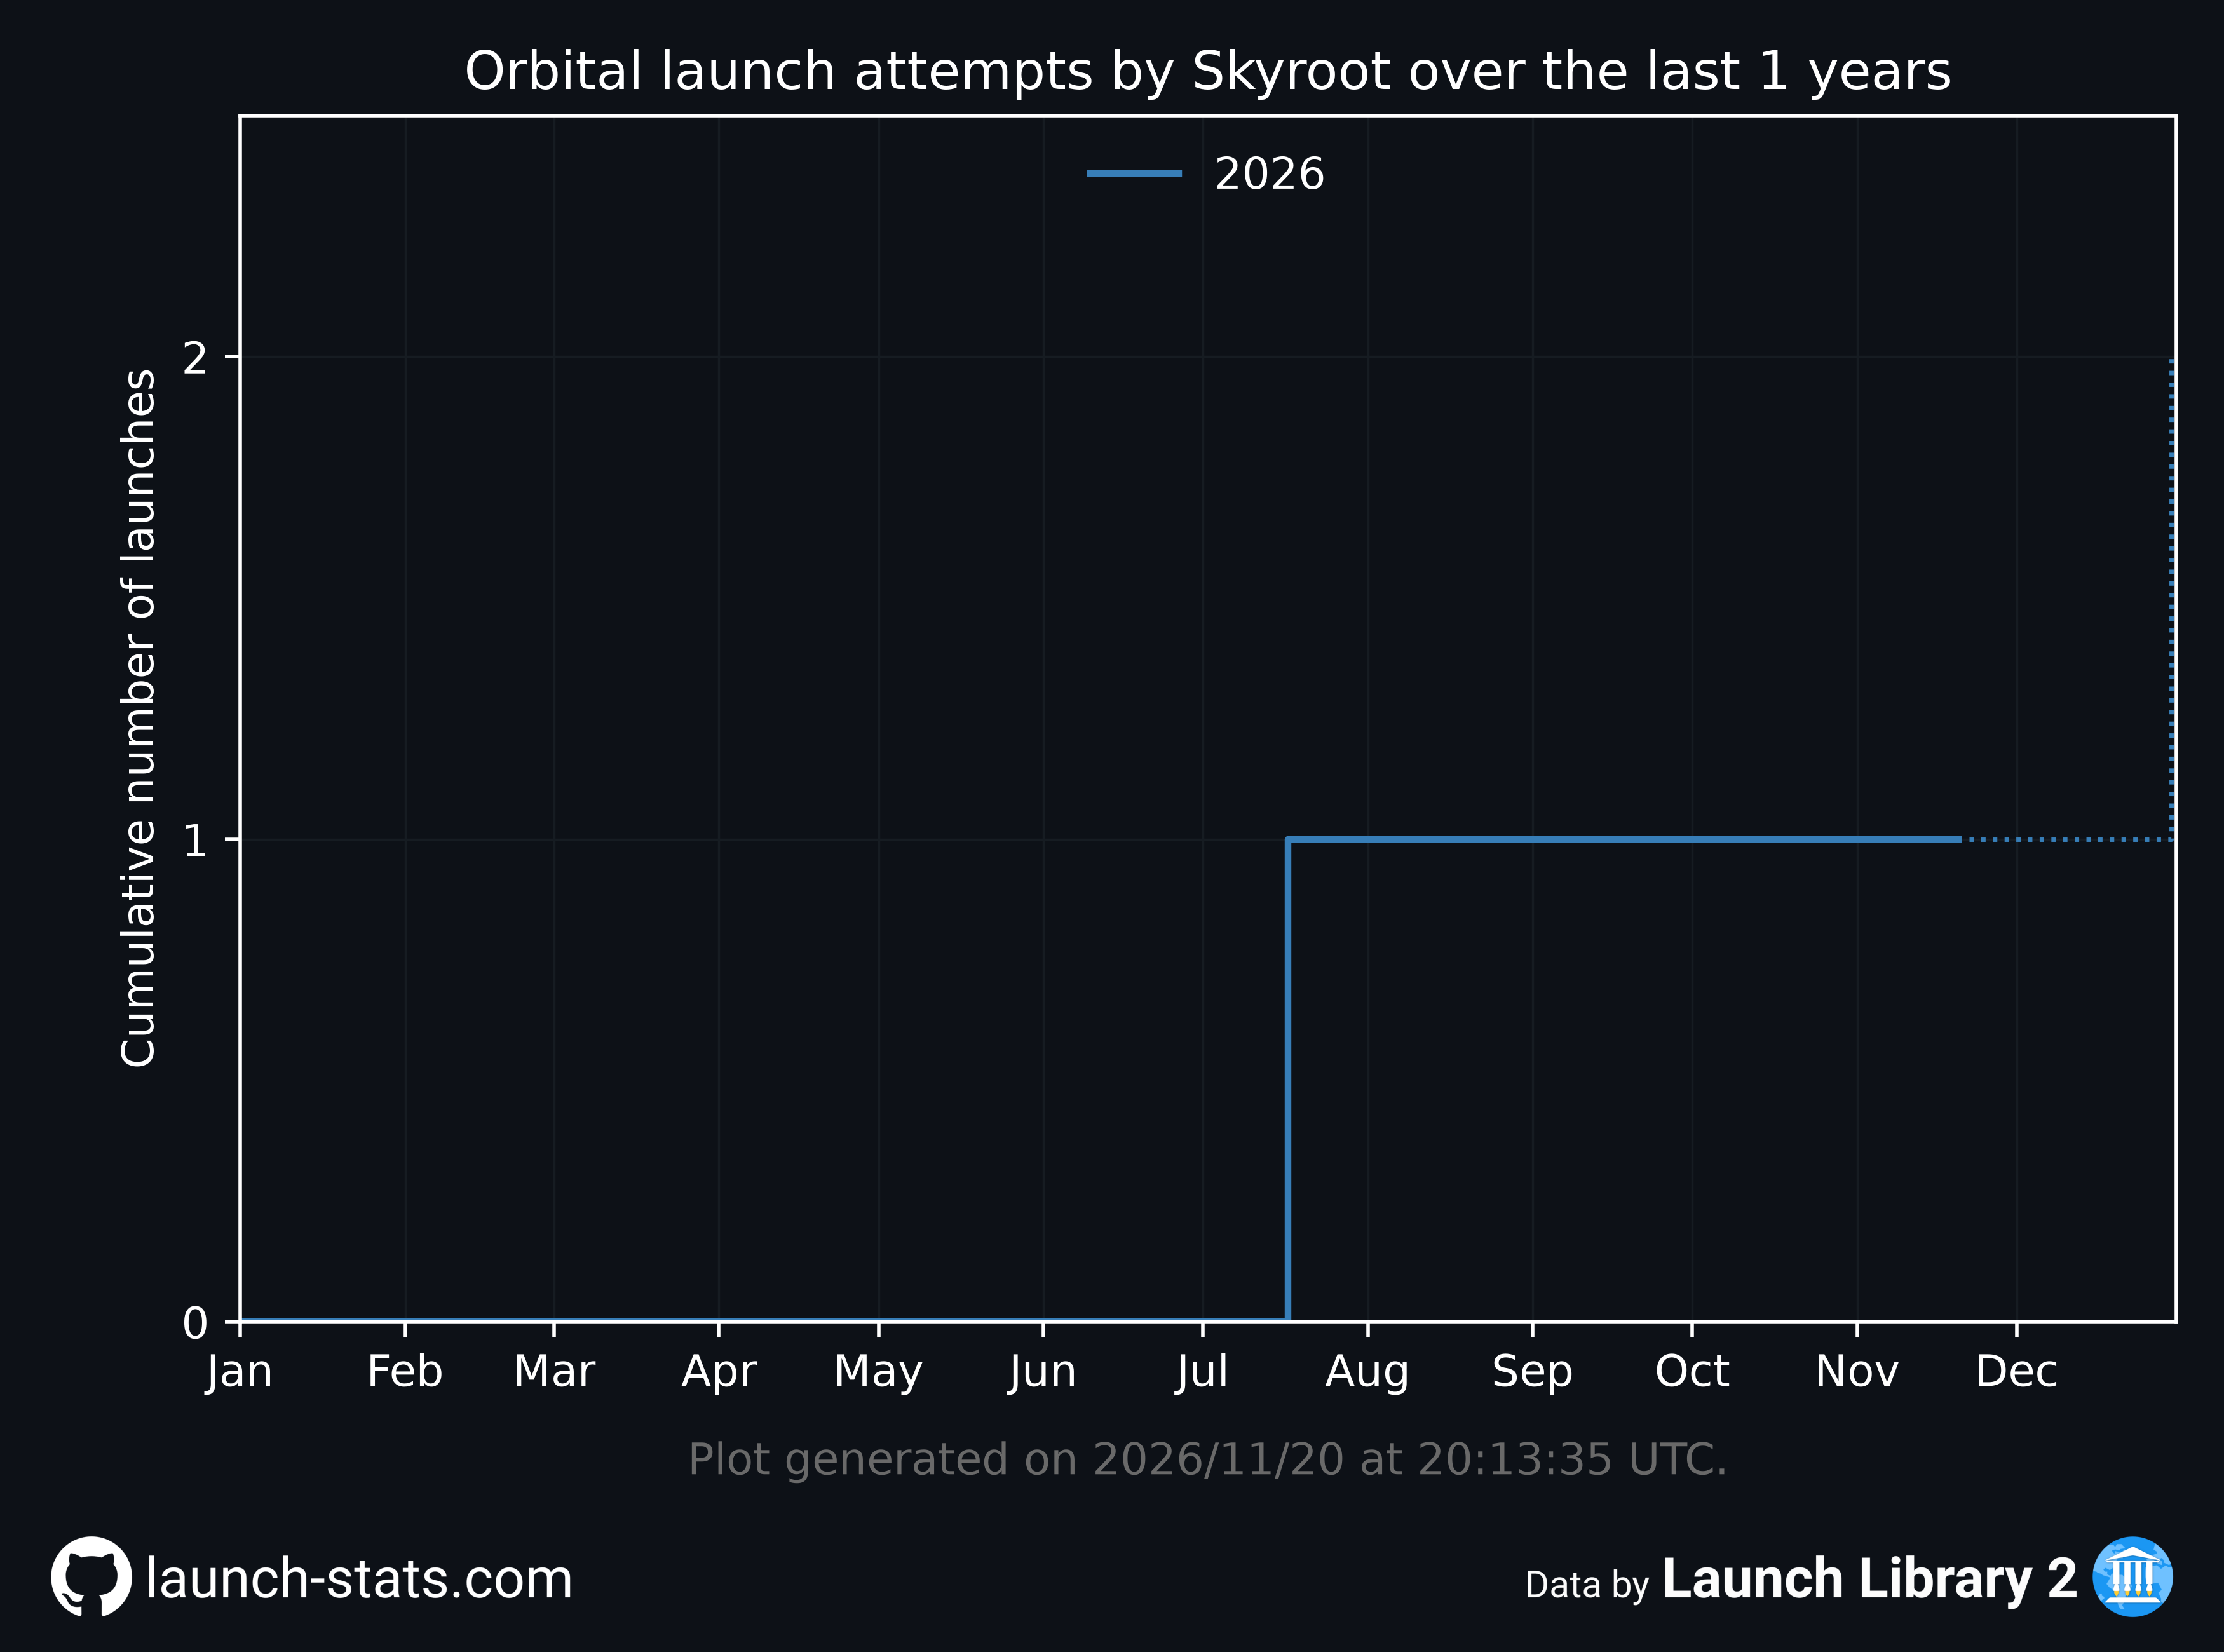 Orbital launch attempts by Skyroot over the last 1 years
2026
Cumulative number of launches
2
1
0
Jan Feb Mar Apr May Jun Jul Aug Sep Oct Nov Dec
Plot generated on 2026/11/20 at 20:13:35 UTC.
launch-stats.com
Data by Launch Library 2